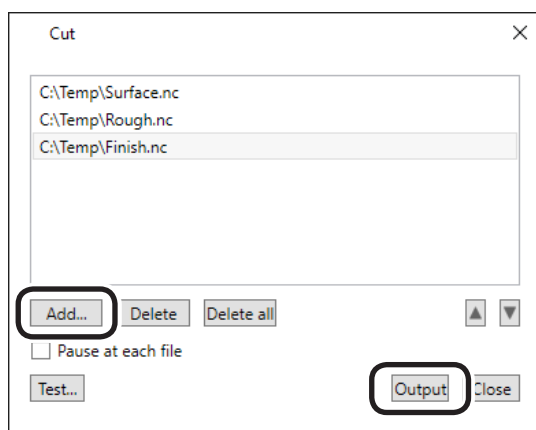 Cut
C:\Temp\Surface.nc
C:\Temp\Rough.nc
C:\Temp\Finish.nc
Add... Delete Delete all
Pause at each file
Test... Output Close